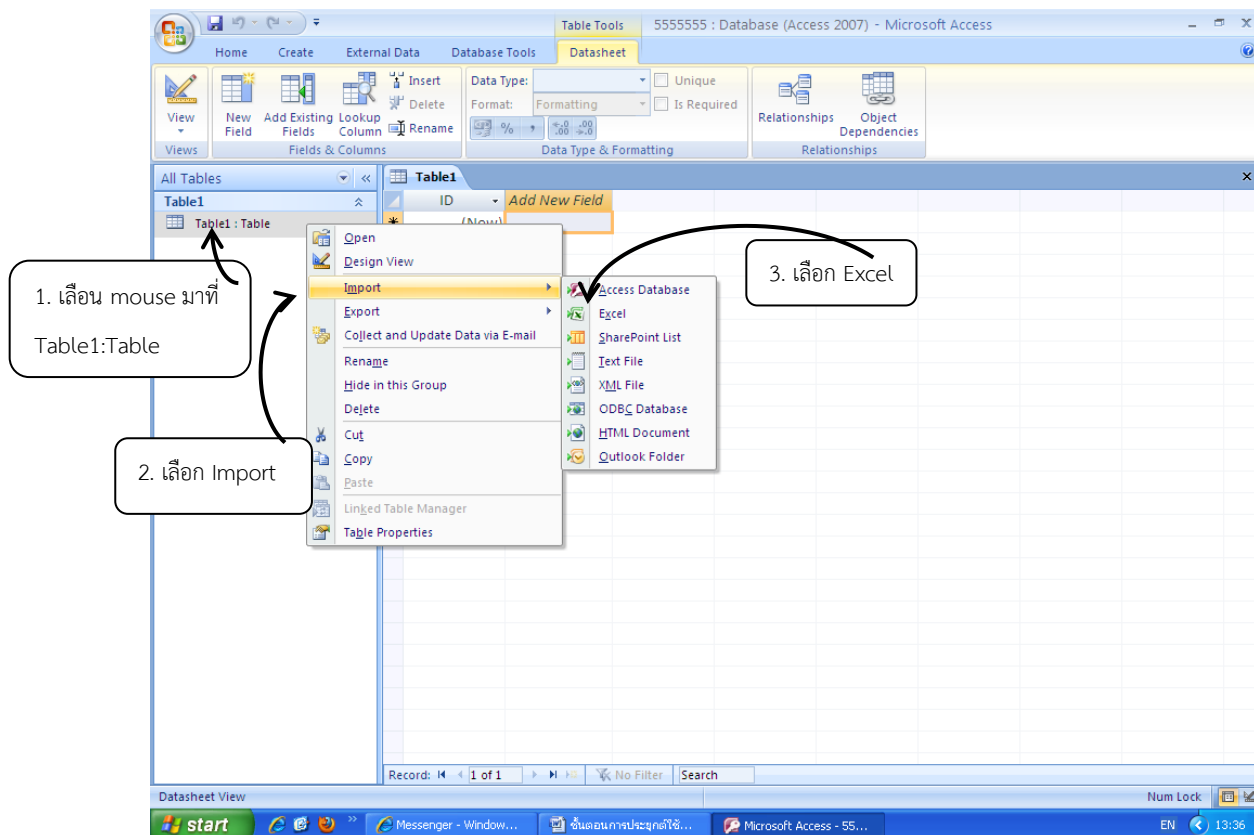 Table Tools
5555555 : Database (Access 2007) - Microsoft Access
Home Create External Data Database Tools Datasheet
View
New Field
Add Existing Fields
Lookup Column
Insert
Delete
Rename
Data Type:
Format: Formatting
Unique
Is Required
% , .0 .00 .00 .0
Relationships
Object Dependencies
Views
Fields & Columns
Data Type & Formatting
Relationships
All Tables
Table1
Table1 : Table
Table1
ID Add New Field
(New)
Open
Design View
Import
Export
Collect and Update Data via E-mail
Rename
Hide in this Group
Delete
Cut
Copy
Paste
Linked Table Manager
Table Properties
Access Database
Excel
SharePoint List
Text File
XML File
ODBC Database
HTML Document
Outlook Folder
1. เลือน mouse มาที่
Table1:Table
2. เลือก Import
3. เลือก Excel
Record: 1 of 1 No Filter Search
Datasheet View
Num Lock
start
Messenger - Window...
ขั้นตอนการประยุกต์ใช้...
Microsoft Access - 55...
EN 13:36